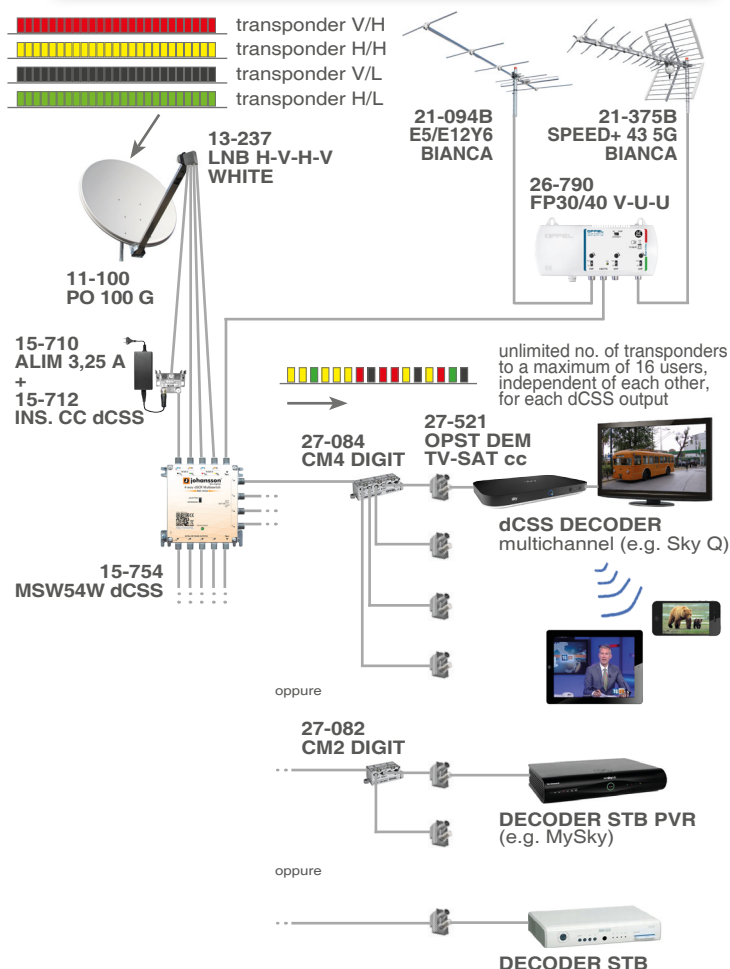 transponder V/H
transponder H/H
transponder V/L
transponder H/L
21-094B
E5/E12Y6
BIANCA
21-375B
SPEED+ 43 5G
BIANCA
13-237
LNB H-V-H-V
WHITE
26-790
FP30/40 V-U-U
11-100
PO 100 G
15-710
ALIM 3,25 A
+
15-712
INS. CC dCSS
unlimited no. of transponders
to a maximum of 16 users,
independent of each other,
for each dCSS output
27-084
CM4 DIGIT
27-521
OPST DEM
TV-SAT cc
johansson
dCSS DECODER
multichannel (e.g. Sky Q)
15-754
MSW54W dCSS
oppure
27-082
CM2 DIGIT
DECODER STB PVR
(e.g. MySky)
oppure
DECODER STB